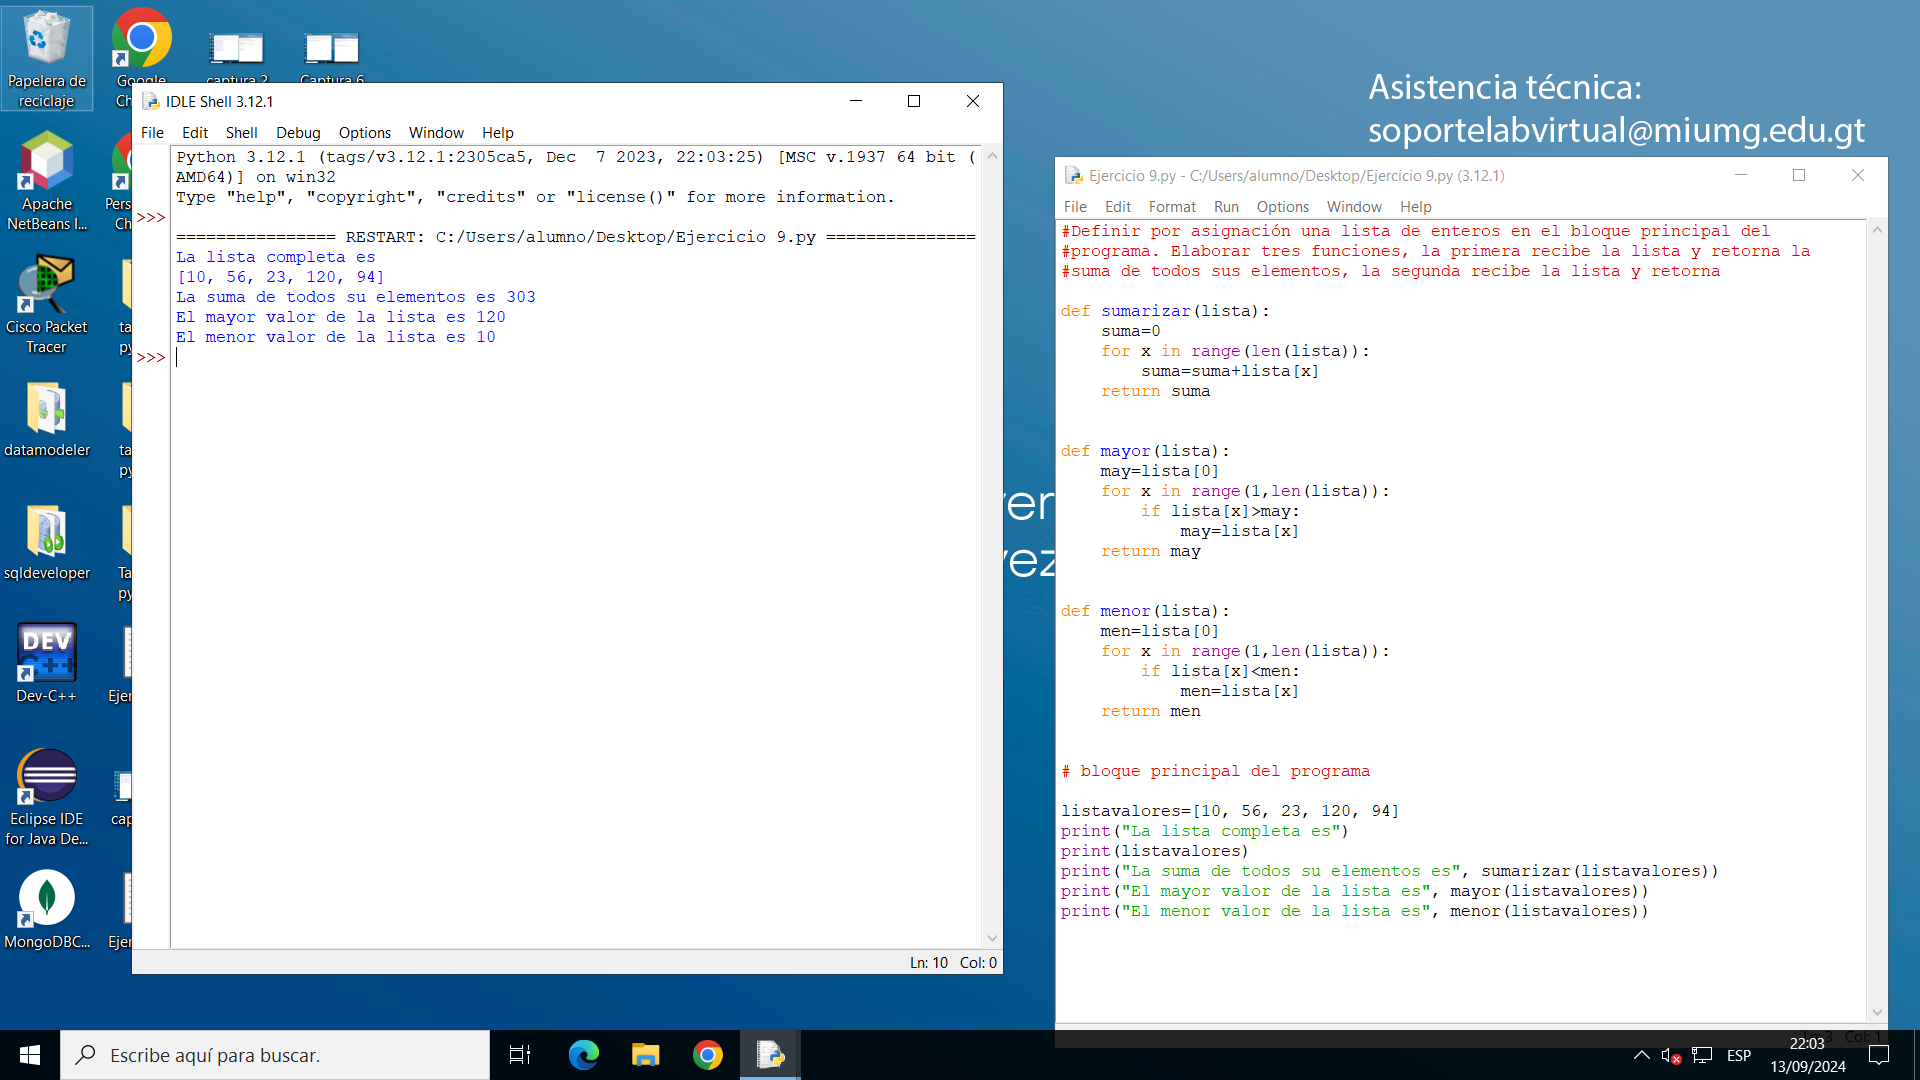 Papelera de
reciclaje
Google
Ch
captura 2
Captura 6
Apache
NetBeans I...
Pers
Ch
Cisco Packet
Tracer
ta
py
datamodeler
ta
py
sqldeveloper
Ta
py
Dev-C++
Ejer
Eclipse IDE
for Java De...
cap
MongoDBC...
Ejer
DEV
C++
Asistencia técnica:
soportelabvirtual@miumg.edu.gt
ver
vez
IDLE Shell 3.12.1
File Edit Shell Debug Options Window Help
Python 3.12.1 (tags/v3.12.1:2305ca5, Dec  7 2023, 22:03:25) [MSC v.1937 64 bit (
AMD64)] on win32
Type "help", "copyright", "credits" or "license()" for more information.
>>>
================ RESTART: C:/Users/alumno/Desktop/Ejercicio 9.py ===============
La lista completa es
[10, 56, 23, 120, 94]
La suma de todos su elementos es 303
El mayor valor de la lista es 120
El menor valor de la lista es 10
>>>
Ln: 10 Col: 0
Ejercicio 9.py - C:/Users/alumno/Desktop/Ejercicio 9.py (3.12.1)
File Edit Format Run Options Window Help
#Definir por asignación una lista de enteros en el bloque principal del
#programa. Elaborar tres funciones, la primera recibe la lista y retorna la
#suma de todos sus elementos, la segunda recibe la lista y retorna
def sumarizar(lista):
    suma=0
    for x in range(len(lista)):
        suma=suma+lista[x]
    return suma
def mayor(lista):
    may=lista[0]
    for x in range(1,len(lista)):
        if lista[x]>may:
            may=lista[x]
    return may
def menor(lista):
    men=lista[0]
    for x in range(1,len(lista)):
        if lista[x]<men:
            men=lista[x]
    return men
# bloque principal del programa
listavalores=[10, 56, 23, 120, 94]
print("La lista completa es")
print(listavalores)
print("La suma de todos su elementos es", sumarizar(listavalores))
print("El mayor valor de la lista es", mayor(listavalores))
print("El menor valor de la lista es", menor(listavalores))
Ln: 3 Col: 1
Escribe aquí para buscar.
ESP
22:03
13/09/2024